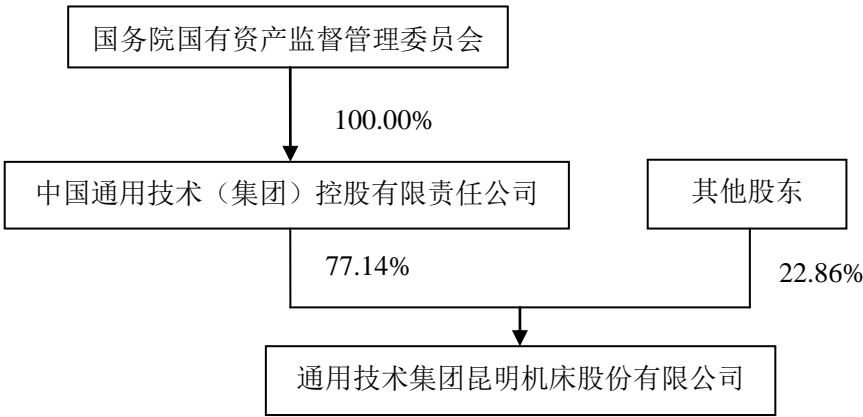 国务院国有资产监督管理委员会
100.00%
中国通用技术（集团）控股有限责任公司
其他股东
77.14%
22.86%
通用技术集团昆明机床股份有限公司